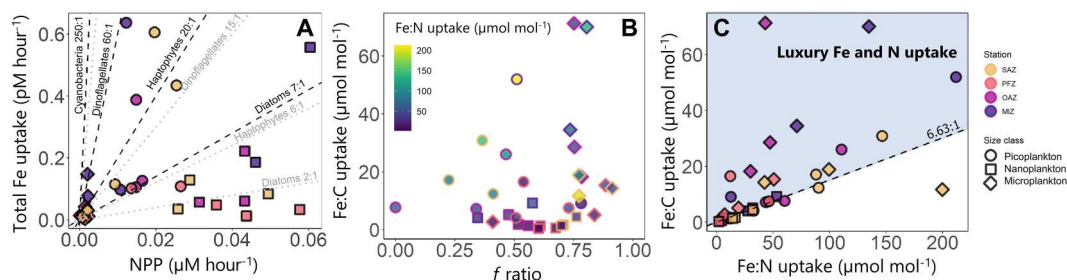 A
Total Fe uptake (pM hour⁻¹)
0.6
0.4
0.2
0.0
Cyanobacteria 250:1
Dinoflagellates 60:1
Haptophytes 20:1
Dinoflagellates 15:1
Diatoms 7:1
Haptophytes 6:1
Diatoms 2:1
0.00
0.02
0.04
0.06
NPP (µM hour⁻¹)
B
Fe:C uptake (µmol mol⁻¹)
60
40
20
0
Fe:N uptake (µmol mol⁻¹)
200
150
100
50
0.00
0.25
0.50
0.75
1.00
f ratio
C
Fe:C uptake (µmol mol⁻¹)
60
40
20
0
Luxury Fe and N uptake
6.63:1
0
50
100
150
200
Fe:N uptake (µmol mol⁻¹)
Station
SAZ
PFZ
OAZ
MIZ
Size class
Picoplankton
Nanoplankton
Microplankton